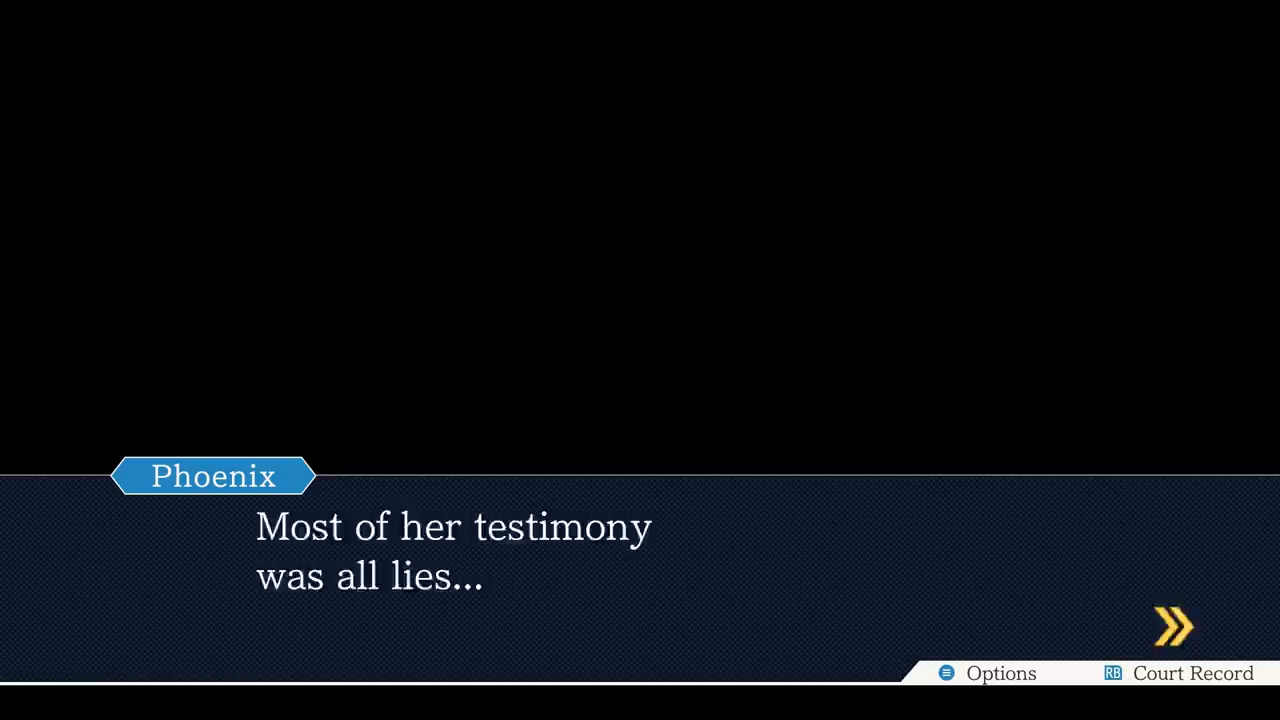 Phoenix
Most of her testimony
was all lies...
Options
RB Court Record